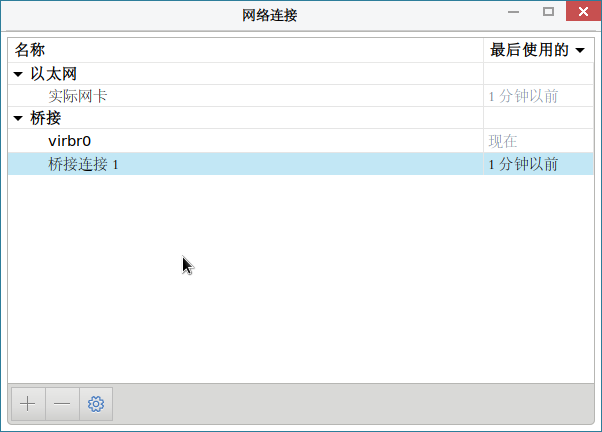 网络连接
名称 最后使用的
以太网
实际网卡 1 分钟以前
桥接
virbr0 现在
桥接连接 1 1 分钟以前